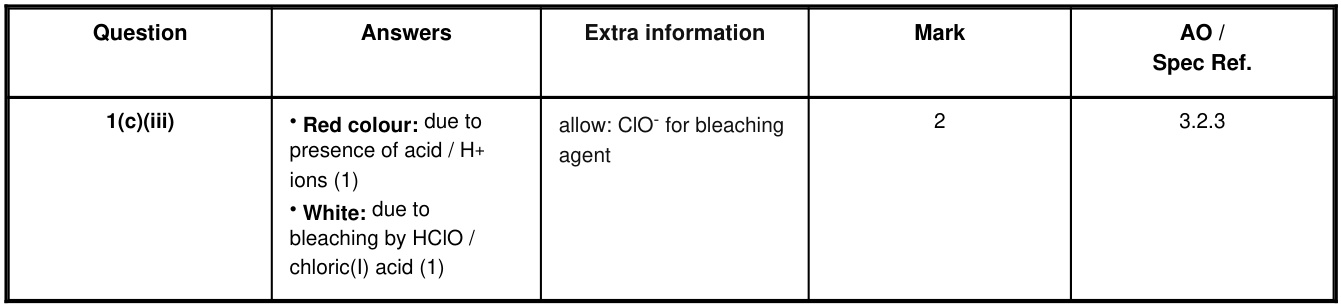 Question Answers Extra information Mark AO /
Spec Ref.
1(c)(iii)
• Red colour: due to
presence of acid / H+
ions (1)
• White: due to
bleaching by HClO /
chloric(I) acid (1)
allow: ClO⁻ for bleaching
agent
2
3.2.3